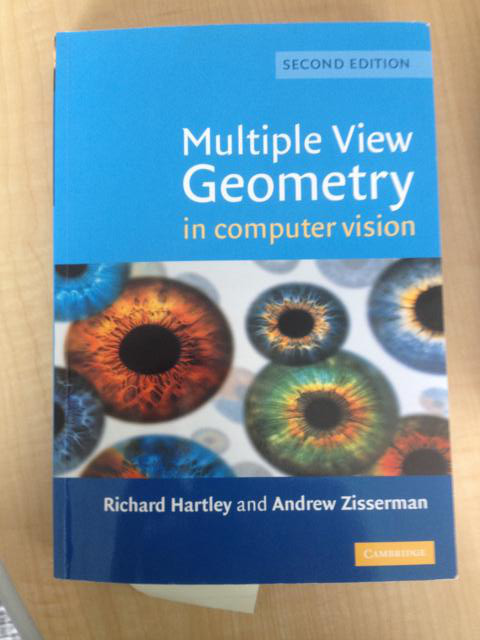 SECOND EDITION
Multiple View
Geometry
in computer vision
Richard Hartley and Andrew Zisserman
CAMBRIDGE